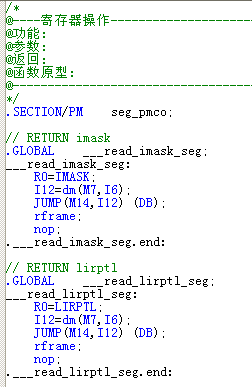 /*
@----寄存器操作----------------
@功能：
@参数：
@返回：
@函数原型：
@-----------------------------
*/
.SECTION/PM    seg_pmco;

// RETURN imask
.GLOBAL    ___read_imask_seg;
___read_imask_seg:
    R0=IMASK;
    I12=dm(M7,I6);
    JUMP(M14,I12) (DB);
    rframe;
    nop;
.___read_imask_seg.end:

// RETURN lirptl
.GLOBAL    ___read_lirptl_seg;
___read_lirptl_seg:
    R0=LIRPTL;
    I12=dm(M7,I6);
    JUMP(M14,I12) (DB);
    rframe;
    nop;
.___read_lirptl_seg.end: